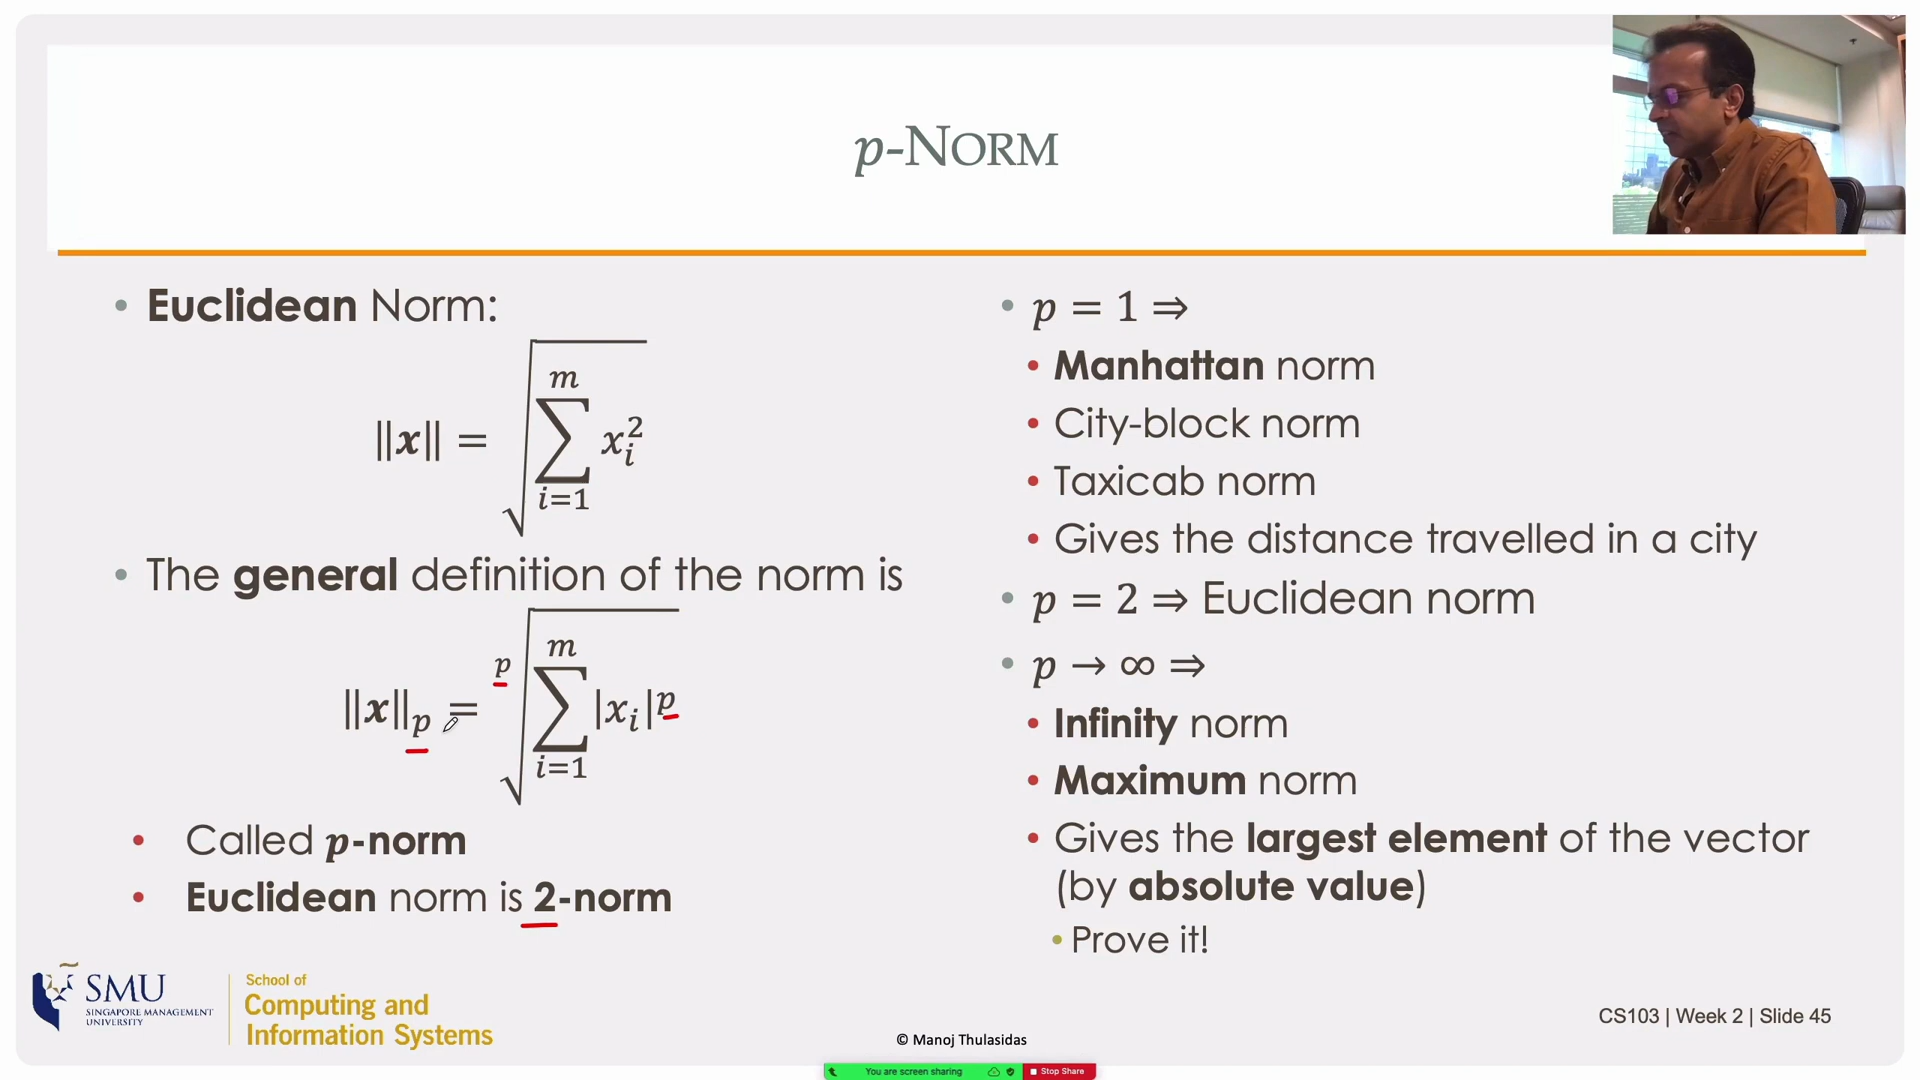 p-NORM
• Euclidean Norm:
‖x‖ = √(∑_{i=1}^{m} x_i^2)
• The general definition of the norm is
‖x‖_p = ᵖ√(∑_{i=1}^{m} |x_i|^p)
• Called p-norm
• Euclidean norm is 2-norm
• p = 1 ⇒
• Manhattan norm
• City-block norm
• Taxicab norm
• Gives the distance travelled in a city
• p = 2 ⇒ Euclidean norm
• p → ∞ ⇒
• Infinity norm
• Maximum norm
• Gives the largest element of the vector
(by absolute value)
• Prove it!
SMU
SINGAPORE MANAGEMENT
UNIVERSITY
School of
Computing and
Information Systems
© Manoj Thulasidas
CS103 | Week 2 | Slide 45
You are screen sharing
Stop Share